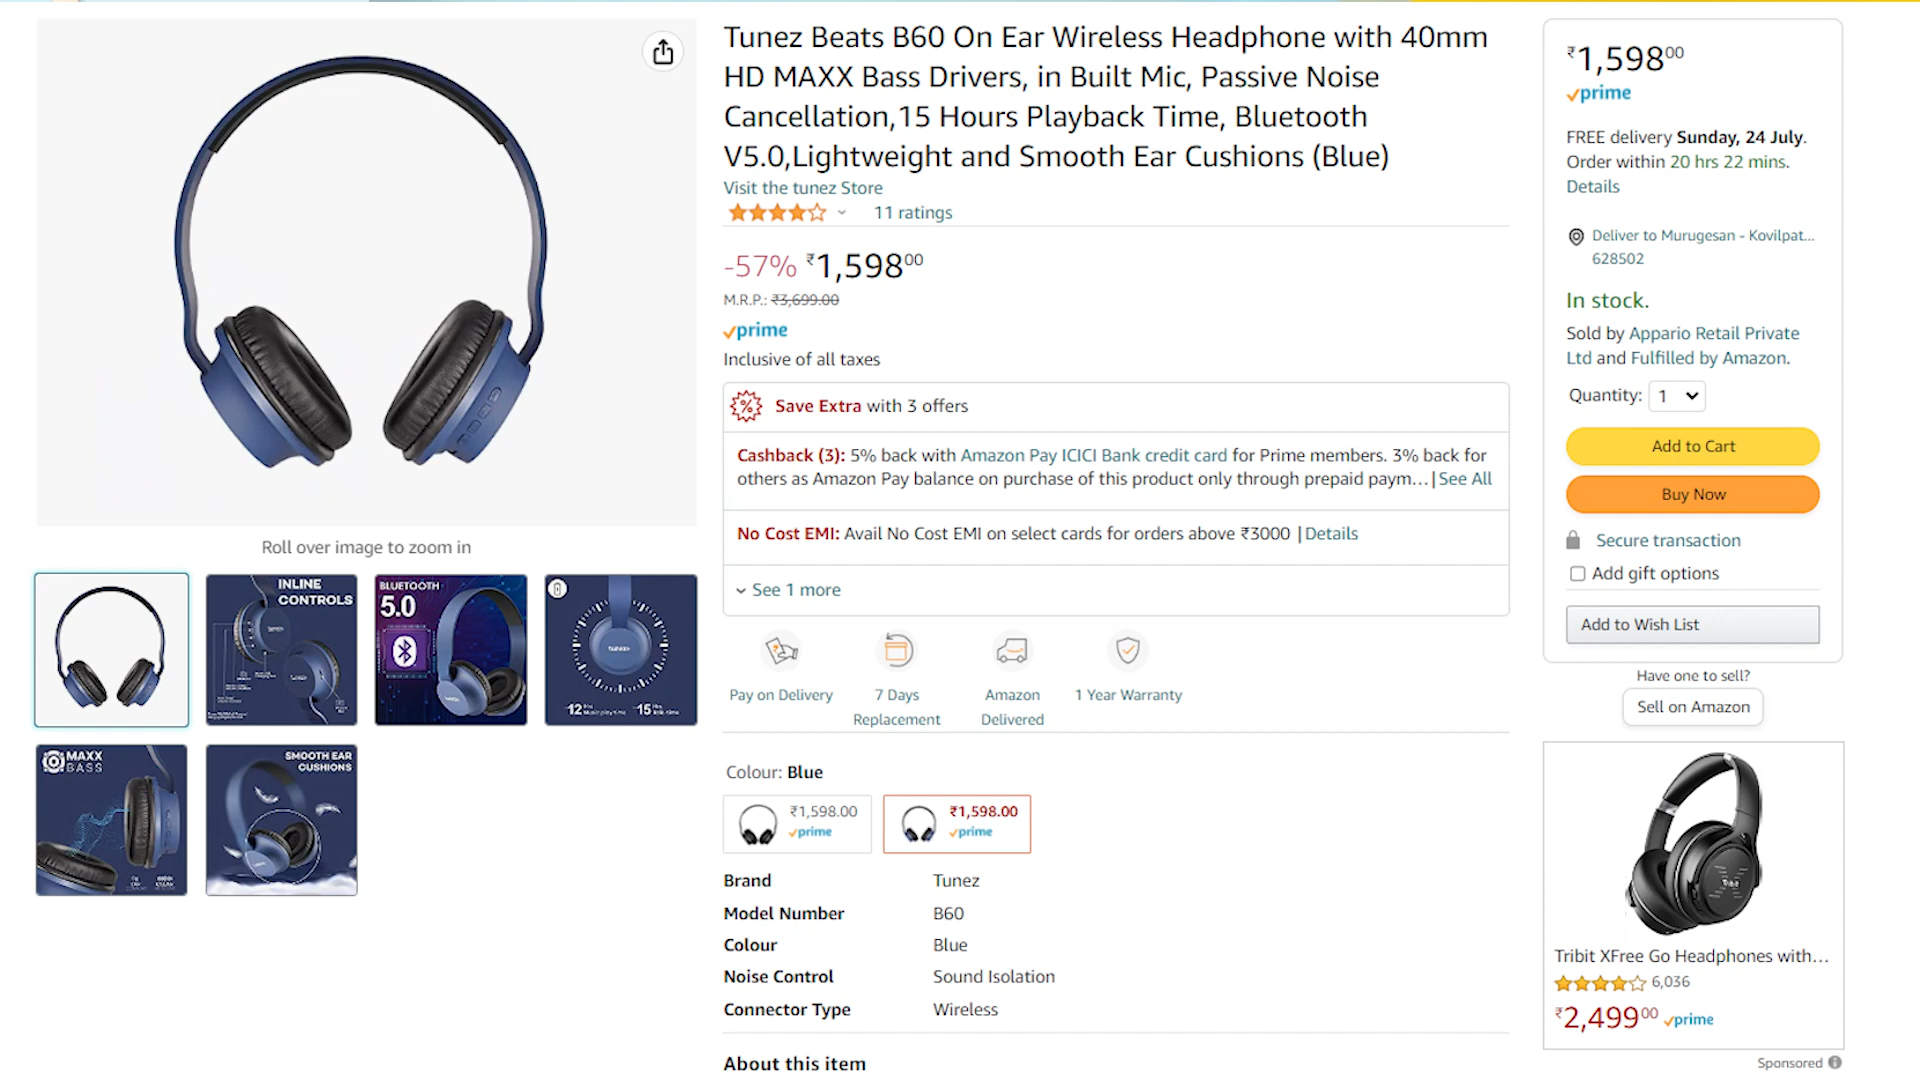 Tunez Beats B60 On Ear Wireless Headphone with 40mm
HD MAXX Bass Drivers, in Built Mic, Passive Noise
Cancellation,15 Hours Playback Time, Bluetooth
V5.0,Lightweight and Smooth Ear Cushions (Blue)
Visit the tunez Store
11 ratings
-57% ₹1,59800
M.R.P.: ₹3,699.00
prime
Inclusive of all taxes
Save Extra with 3 offers
Cashback (3): 5% back with Amazon Pay ICICI Bank credit card for Prime members. 3% back for
others as Amazon Pay balance on purchase of this product only through prepaid paym… | See All
No Cost EMI: Avail No Cost EMI on select cards for orders above ₹3000 | Details
See 1 more
Pay on Delivery
7 Days
Replacement
Amazon
Delivered
1 Year Warranty
Colour: Blue
₹1,598.00
prime
₹1,598.00
prime
Brand Tunez
Model Number B60
Colour Blue
Noise Control Sound Isolation
Connector Type Wireless
About this item
Roll over image to zoom in
INLINE
CONTROLS
BLUETOOTH
5.0
tunez
12 Hrs
15 Hrs
MAXX
BASS
SMOOTH EAR
CUSHIONS
₹1,59800
prime
FREE delivery Sunday, 24 July.
Order within 20 hrs 22 mins.
Details
Deliver to Murugesan - Kovilpat...
628502
In stock.
Sold by Appario Retail Private
Ltd and Fulfilled by Amazon.
Quantity: 1
Add to Cart
Buy Now
Secure transaction
Add gift options
Add to Wish List
Have one to sell?
Sell on Amazon
Tribit
Tribit XFree Go Headphones with…
6,036
₹2,49900 prime
Sponsored